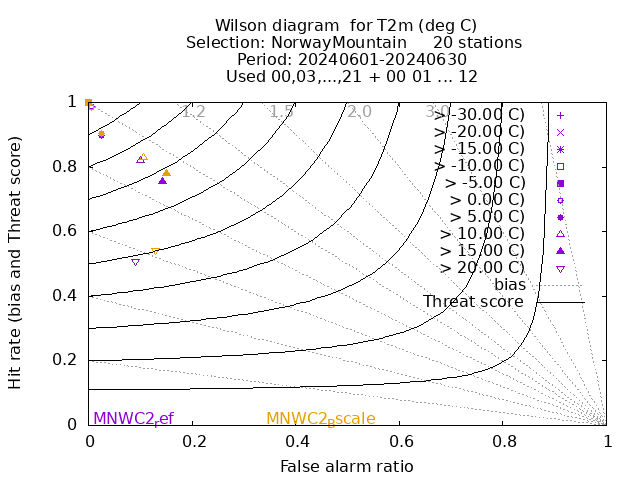 Wilson diagram  for T2m (deg C)
Selection: NorwayMountain     20 stations
Period: 20240601-20240630
Used 00,03,...,21 + 00 01 ... 12
Hit rate (bias and Threat score)
1
0.8
0.6
0.4
0.2
0
1.2
1.5
2.0
3.0
> -30.00 C)
> -20.00 C)
> -15.00 C)
> -10.00 C)
> -5.00 C)
> 0.00 C)
> 5.00 C)
> 10.00 C)
> 15.00 C)
> 20.00 C)
bias
Threat score
MNWC2ref
MNWC2Bscale
0
0.2
0.4
0.6
0.8
1
False alarm ratio